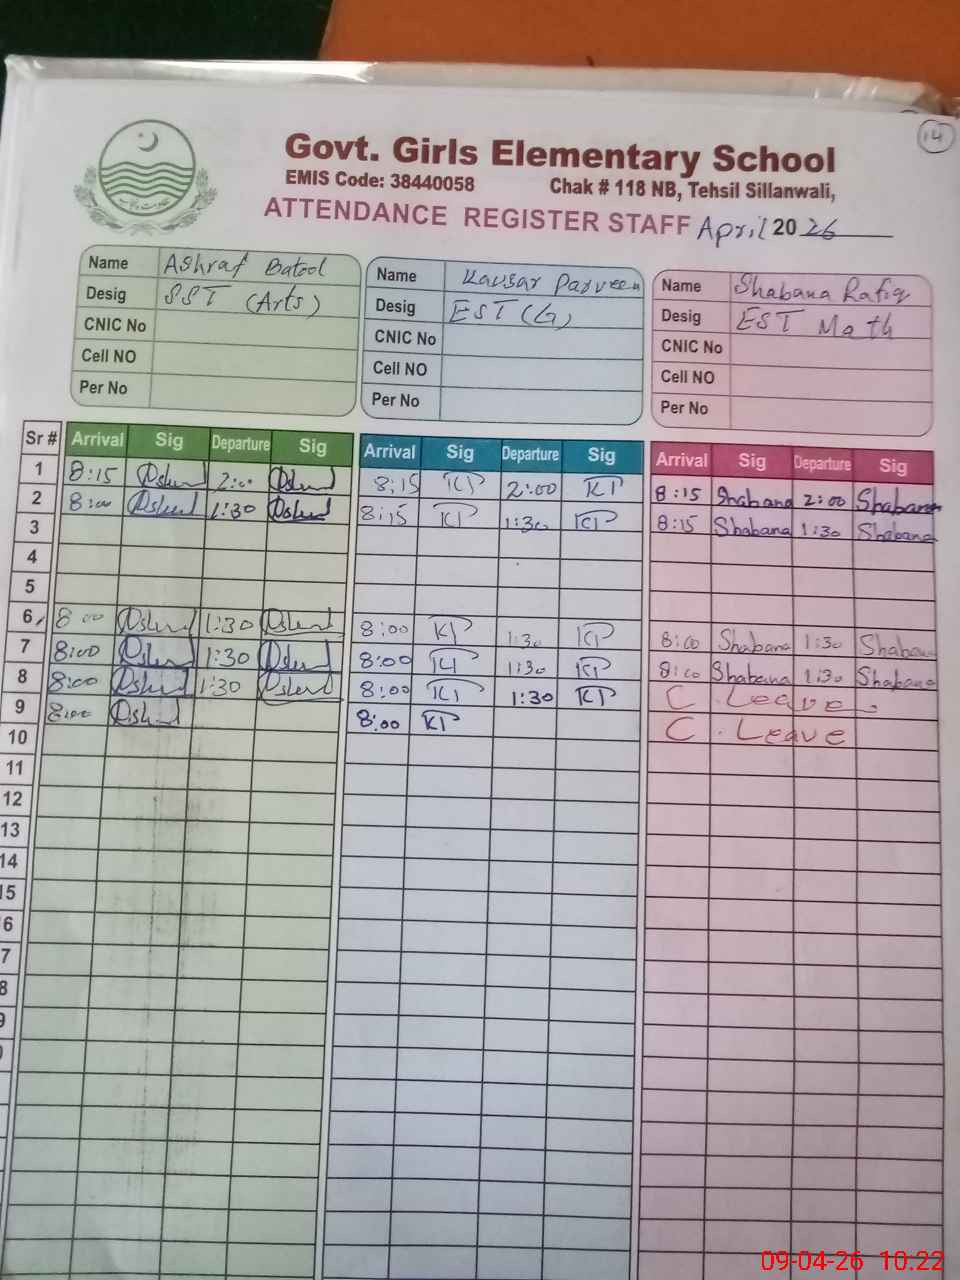 14
Govt. Girls Elementary School
EMIS Code: 38440058 Chak # 118 NB, Tehsil Sillanwali,
ATTENDANCE REGISTER STAFF April 2026
Name Ashraf Batool
Desig SST (Arts)
CNIC No
Cell NO
Per No
Name Kausar Parveen
Desig EST (G)
CNIC No
Cell NO
Per No
Name Shabana Rafiq
Desig EST Math
CNIC No
Cell NO
Per No
Sr # Arrival Sig Departure Sig Arrival Sig Departure Sig Arrival Sig Departure Sig
1 8:15 2:00 8:15 KP 2:00 KP 8:15 Shabana 2:00 Shabana
2 8:00 1:30 8:15 KP 1:30 KP 8:15 Shabana 1:30 Shabana
3
4
5
6 8:00 1:30 8:00 KP 1:30 KP 8:00 Shabana 1:30 Shabana
7 8:00 1:30 8:00 KP 1:30 KP 8:00 Shabana 1:30 Shabana
8 8:00 1:30 8:00 KP 1:30 KP C. Leave
9 8:00 8:00 KP C. Leave
10
11
12
13
14
15
6
7
8
9
09-04-26 10.22